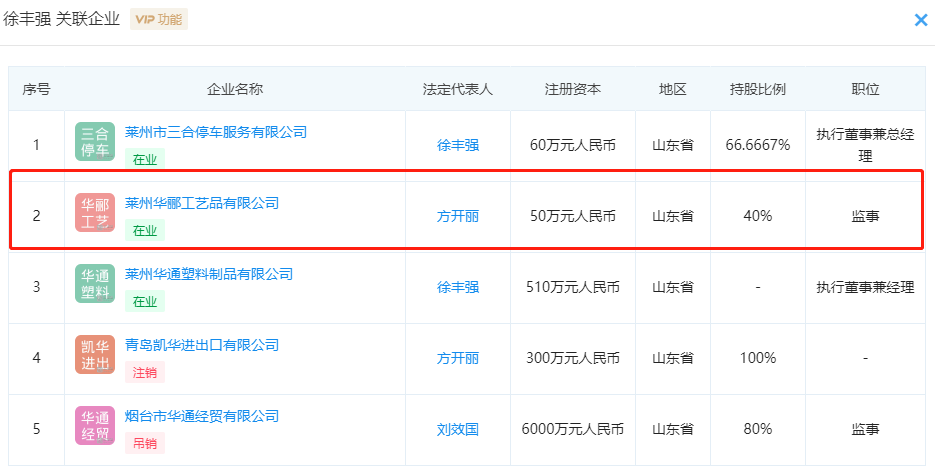 徐丰强 关联企业 VIP 功能
序号 企业名称 法定代表人 注册资本 地区 持股比例 职位
1 三合停车 莱州市三合停车服务有限公司 在业 徐丰强 60万元人民币 山东省 66.6667% 执行董事兼总经理
2 华郦工艺 莱州华郦工艺品有限公司 在业 方开丽 50万元人民币 山东省 40% 监事
3 华通塑料 莱州华通塑料制品有限公司 在业 徐丰强 510万元人民币 山东省 - 执行董事兼经理
4 凯华进出 青岛凯华进出口有限公司 注销 方开丽 300万元人民币 山东省 100% -
5 华通经贸 烟台市华通经贸有限公司 吊销 刘效国 6000万元人民币 山东省 80% 监事